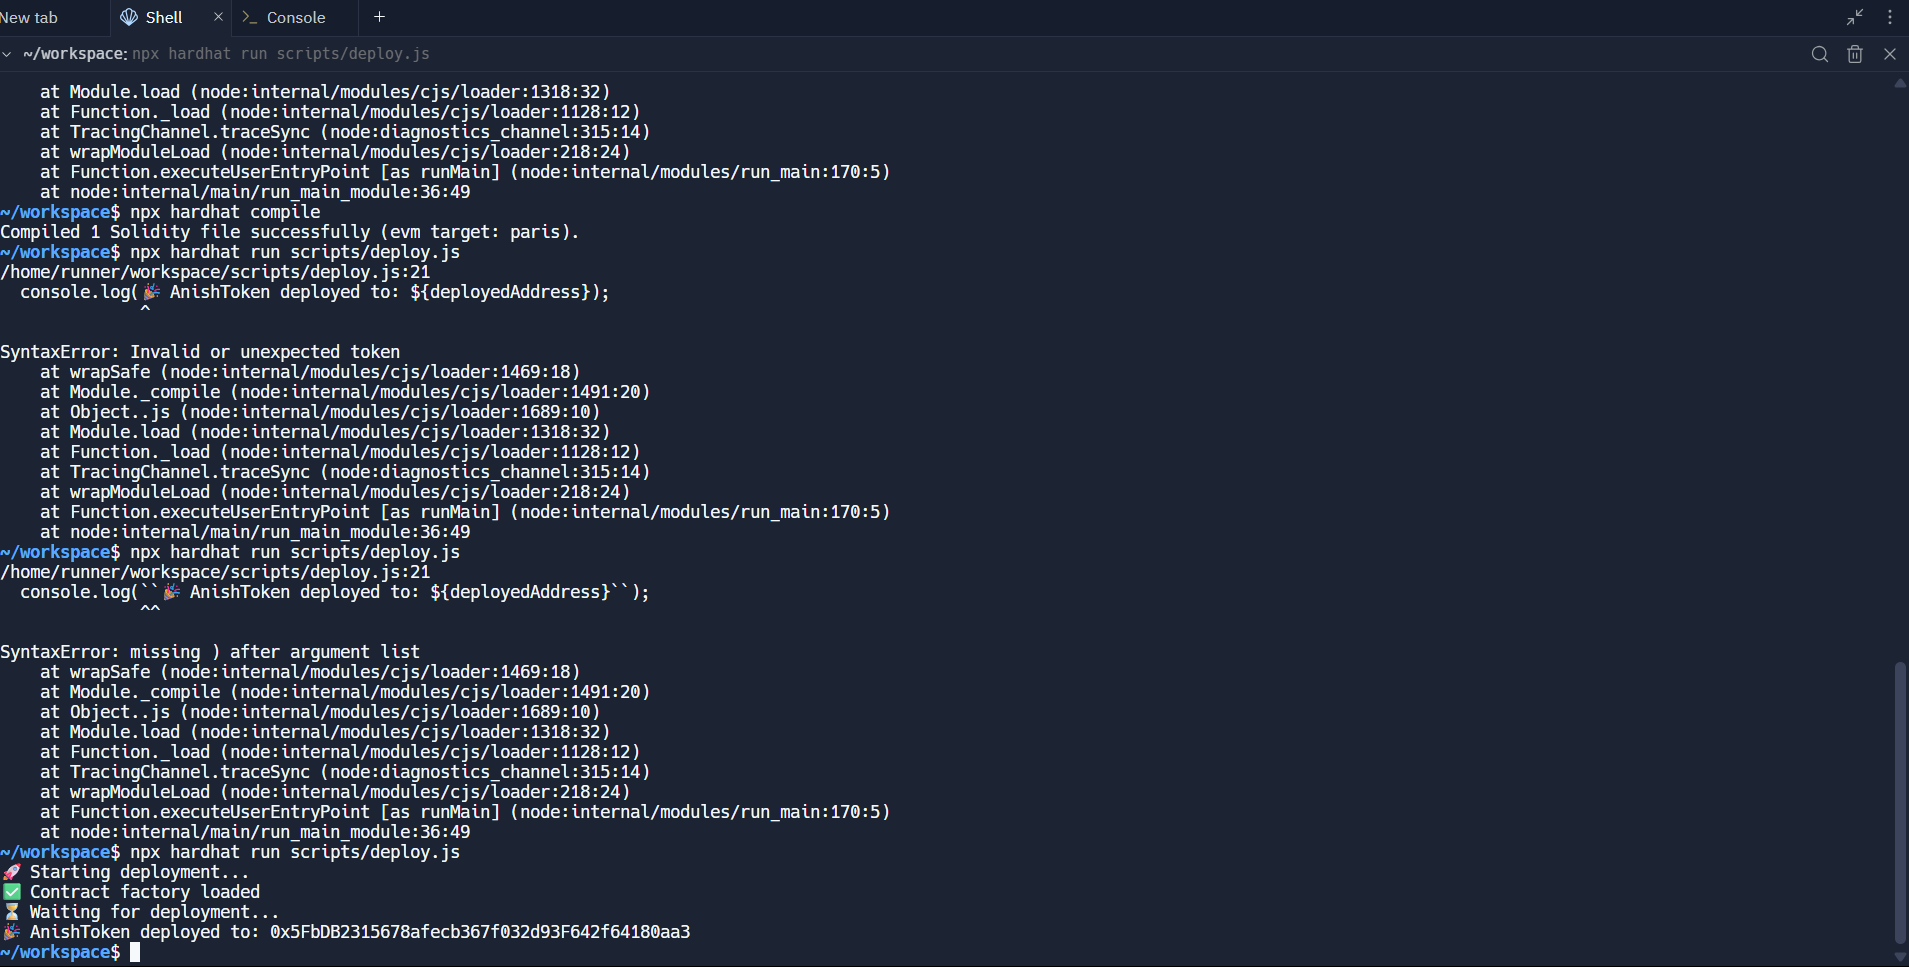 New tab
Shell
Console
~/workspace: npx hardhat run scripts/deploy.js
    at Module.load (node:internal/modules/cjs/loader:1318:32)
    at Function._load (node:internal/modules/cjs/loader:1128:12)
    at TracingChannel.traceSync (node:diagnostics_channel:315:14)
    at wrapModuleLoad (node:internal/modules/cjs/loader:218:24)
    at Function.executeUserEntryPoint [as runMain] (node:internal/modules/run_main:170:5)
    at node:internal/main/run_main_module:36:49
~/workspace$ npx hardhat compile
Compiled 1 Solidity file successfully (evm target: paris).
~/workspace$ npx hardhat run scripts/deploy.js
/home/runner/workspace/scripts/deploy.js:21
  console.log(🎉 AnishToken deployed to: ${deployedAddress});
              ^
SyntaxError: Invalid or unexpected token
    at wrapSafe (node:internal/modules/cjs/loader:1469:18)
    at Module._compile (node:internal/modules/cjs/loader:1491:20)
    at Object..js (node:internal/modules/cjs/loader:1689:10)
    at Module.load (node:internal/modules/cjs/loader:1318:32)
    at Function._load (node:internal/modules/cjs/loader:1128:12)
    at TracingChannel.traceSync (node:diagnostics_channel:315:14)
    at wrapModuleLoad (node:internal/modules/cjs/loader:218:24)
    at Function.executeUserEntryPoint [as runMain] (node:internal/modules/run_main:170:5)
    at node:internal/main/run_main_module:36:49
~/workspace$ npx hardhat run scripts/deploy.js
/home/runner/workspace/scripts/deploy.js:21
  console.log(``🎉 AnishToken deployed to: ${deployedAddress}``);
              ^^
SyntaxError: missing ) after argument list
    at wrapSafe (node:internal/modules/cjs/loader:1469:18)
    at Module._compile (node:internal/modules/cjs/loader:1491:20)
    at Object..js (node:internal/modules/cjs/loader:1689:10)
    at Module.load (node:internal/modules/cjs/loader:1318:32)
    at Function._load (node:internal/modules/cjs/loader:1128:12)
    at TracingChannel.traceSync (node:diagnostics_channel:315:14)
    at wrapModuleLoad (node:internal/modules/cjs/loader:218:24)
    at Function.executeUserEntryPoint [as runMain] (node:internal/modules/run_main:170:5)
    at node:internal/main/run_main_module:36:49
~/workspace$ npx hardhat run scripts/deploy.js
🚀 Starting deployment...
✅ Contract factory loaded
⏳ Waiting for deployment...
🎉 AnishToken deployed to: 0x5FbDB2315678afecb367f032d93F642f64180aa3
~/workspace$